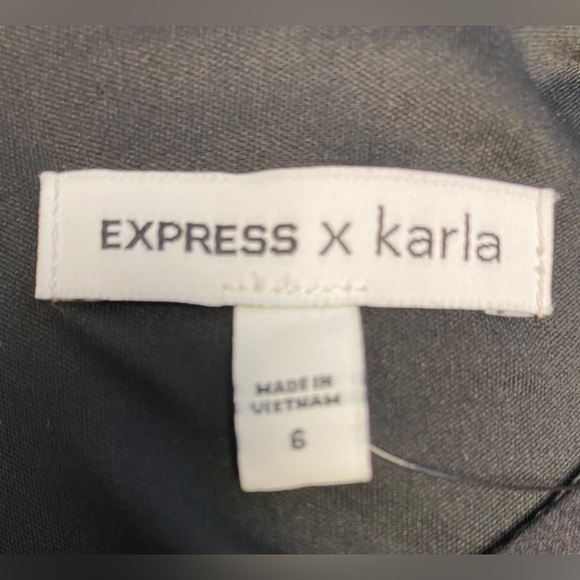 EXPRESS x karla
MADE IN
VIETNAM
6